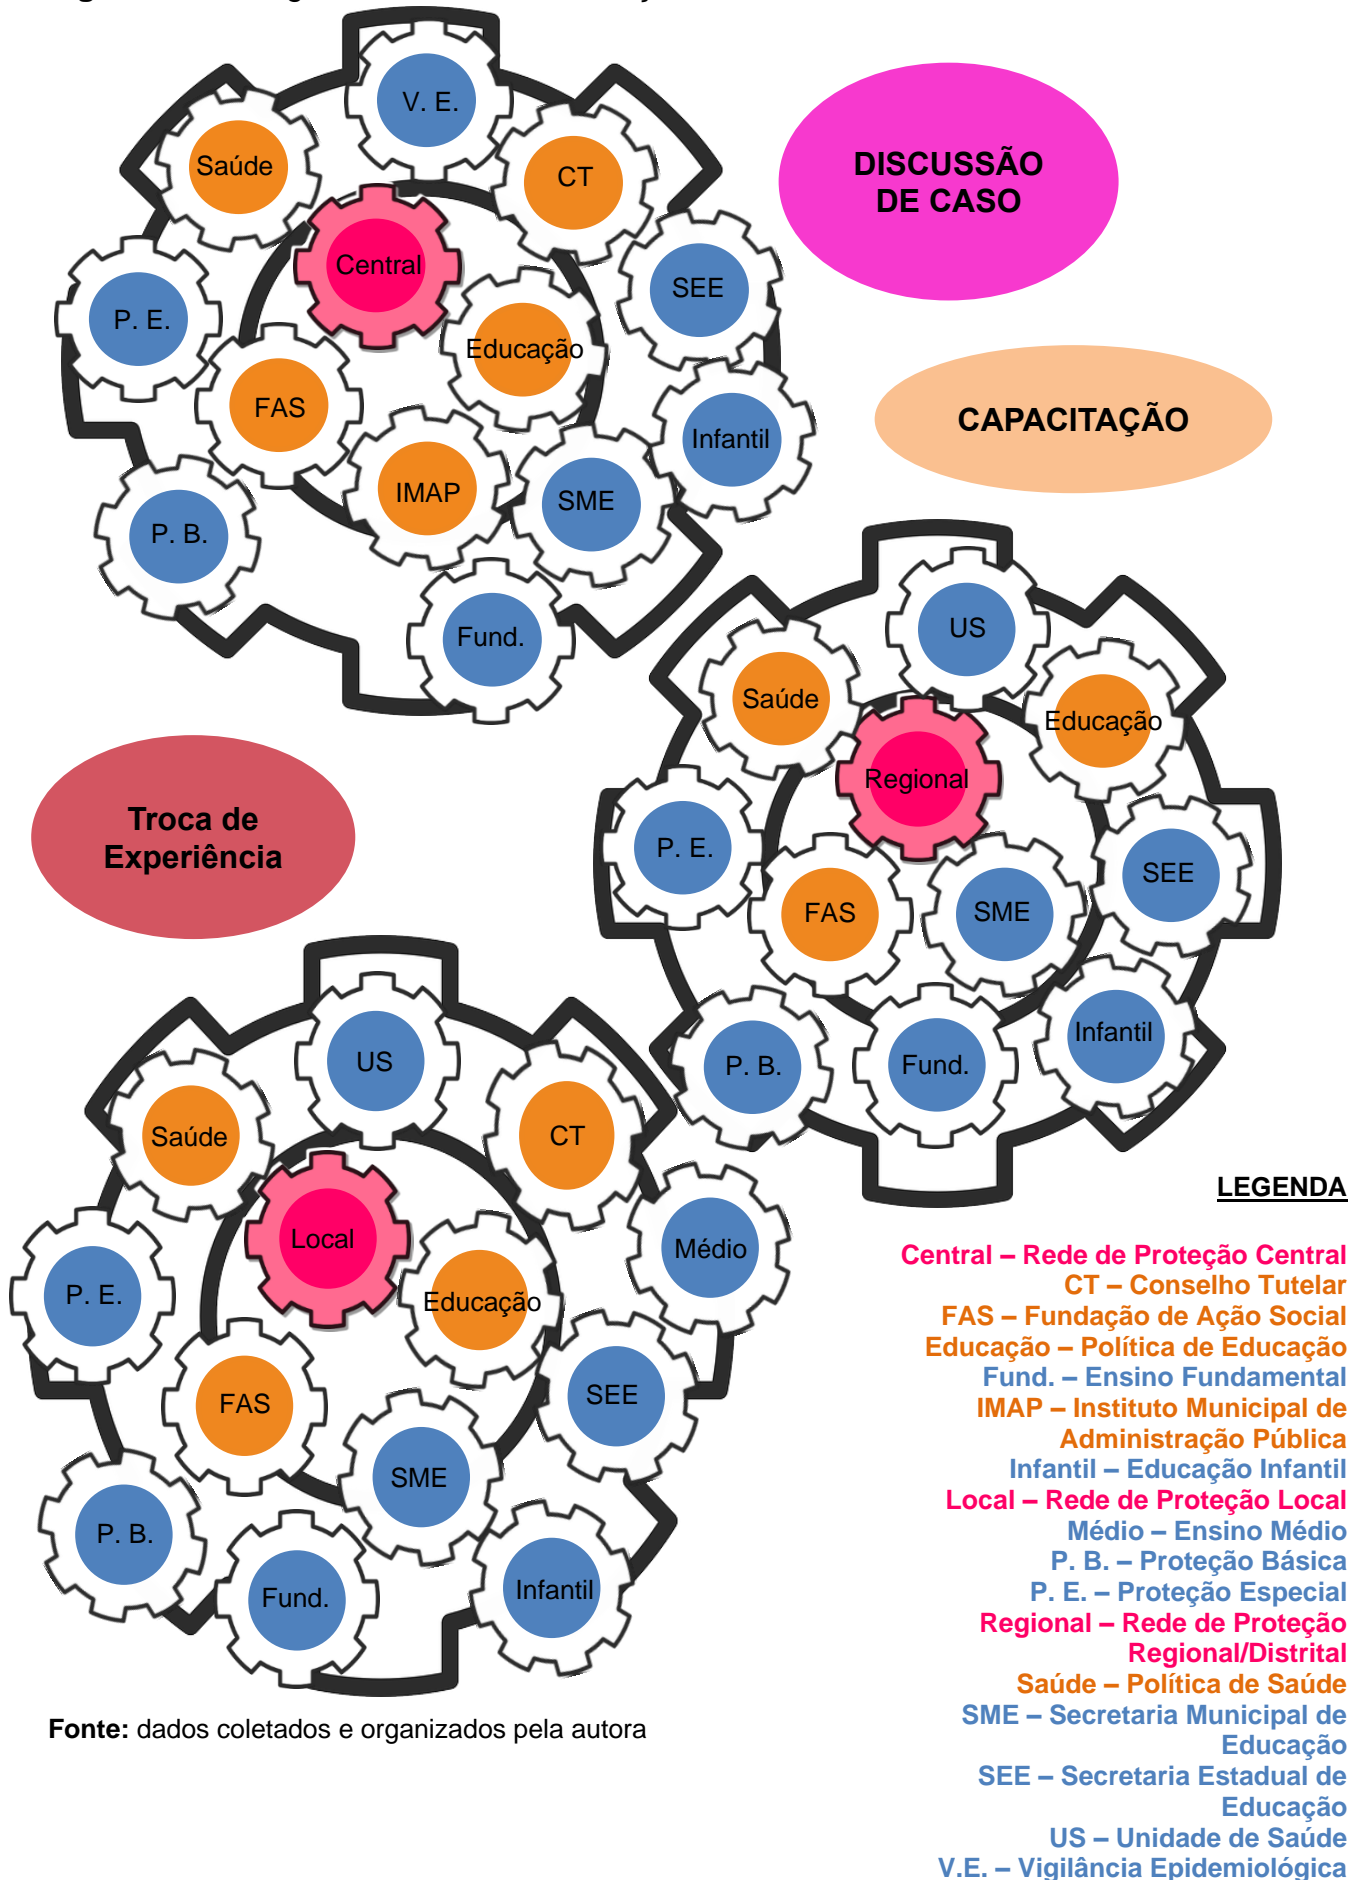 V. E.
Saúde
CT
Central
SEE
P. E.
Educação
FAS
Infantil
IMAP
SME
P. B.
Fund.
DISCUSSÃO
DE CASO
CAPACITAÇÃO
US
Saúde
Educação
Regional
P. E.
SEE
FAS
SME
Infantil
P. B.
Fund.
Troca de
Experiência
US
Saúde
CT
Local
Médio
P. E.
Educação
FAS
SEE
SME
P. B.
Fund.
Infantil
Fonte: dados coletados e organizados pela autora
LEGENDA
Central – Rede de Proteção Central
CT – Conselho Tutelar
FAS – Fundação de Ação Social
Educação – Política de Educação
Fund. – Ensino Fundamental
IMAP – Instituto Municipal de
Administração Pública
Infantil – Educação Infantil
Local – Rede de Proteção Local
Médio – Ensino Médio
P. B. – Proteção Básica
P. E. – Proteção Especial
Regional – Rede de Proteção
Regional/Distrital
Saúde – Política de Saúde
SME – Secretaria Municipal de
Educação
SEE – Secretaria Estadual de
Educação
US – Unidade de Saúde
V.E. – Vigilância Epidemiológica